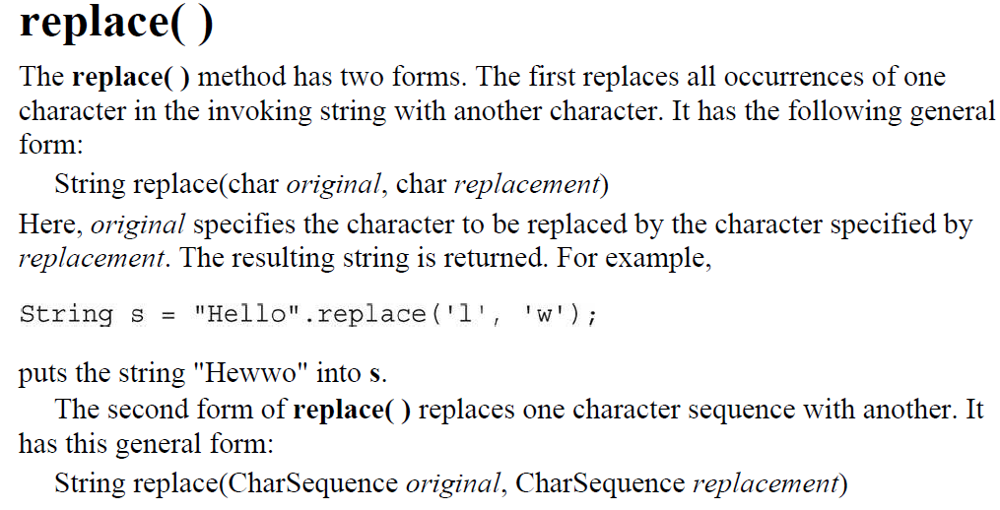 replace( )
The replace( ) method has two forms. The first replaces all occurrences of one
character in the invoking string with another character. It has the following general
form:
String replace(char original, char replacement)
Here, original specifies the character to be replaced by the character specified by
replacement. The resulting string is returned. For example,
String s = "Hello".replace('l', 'w');
puts the string "Hewwo" into s.
The second form of replace( ) replaces one character sequence with another. It
has this general form:
String replace(CharSequence original, CharSequence replacement)